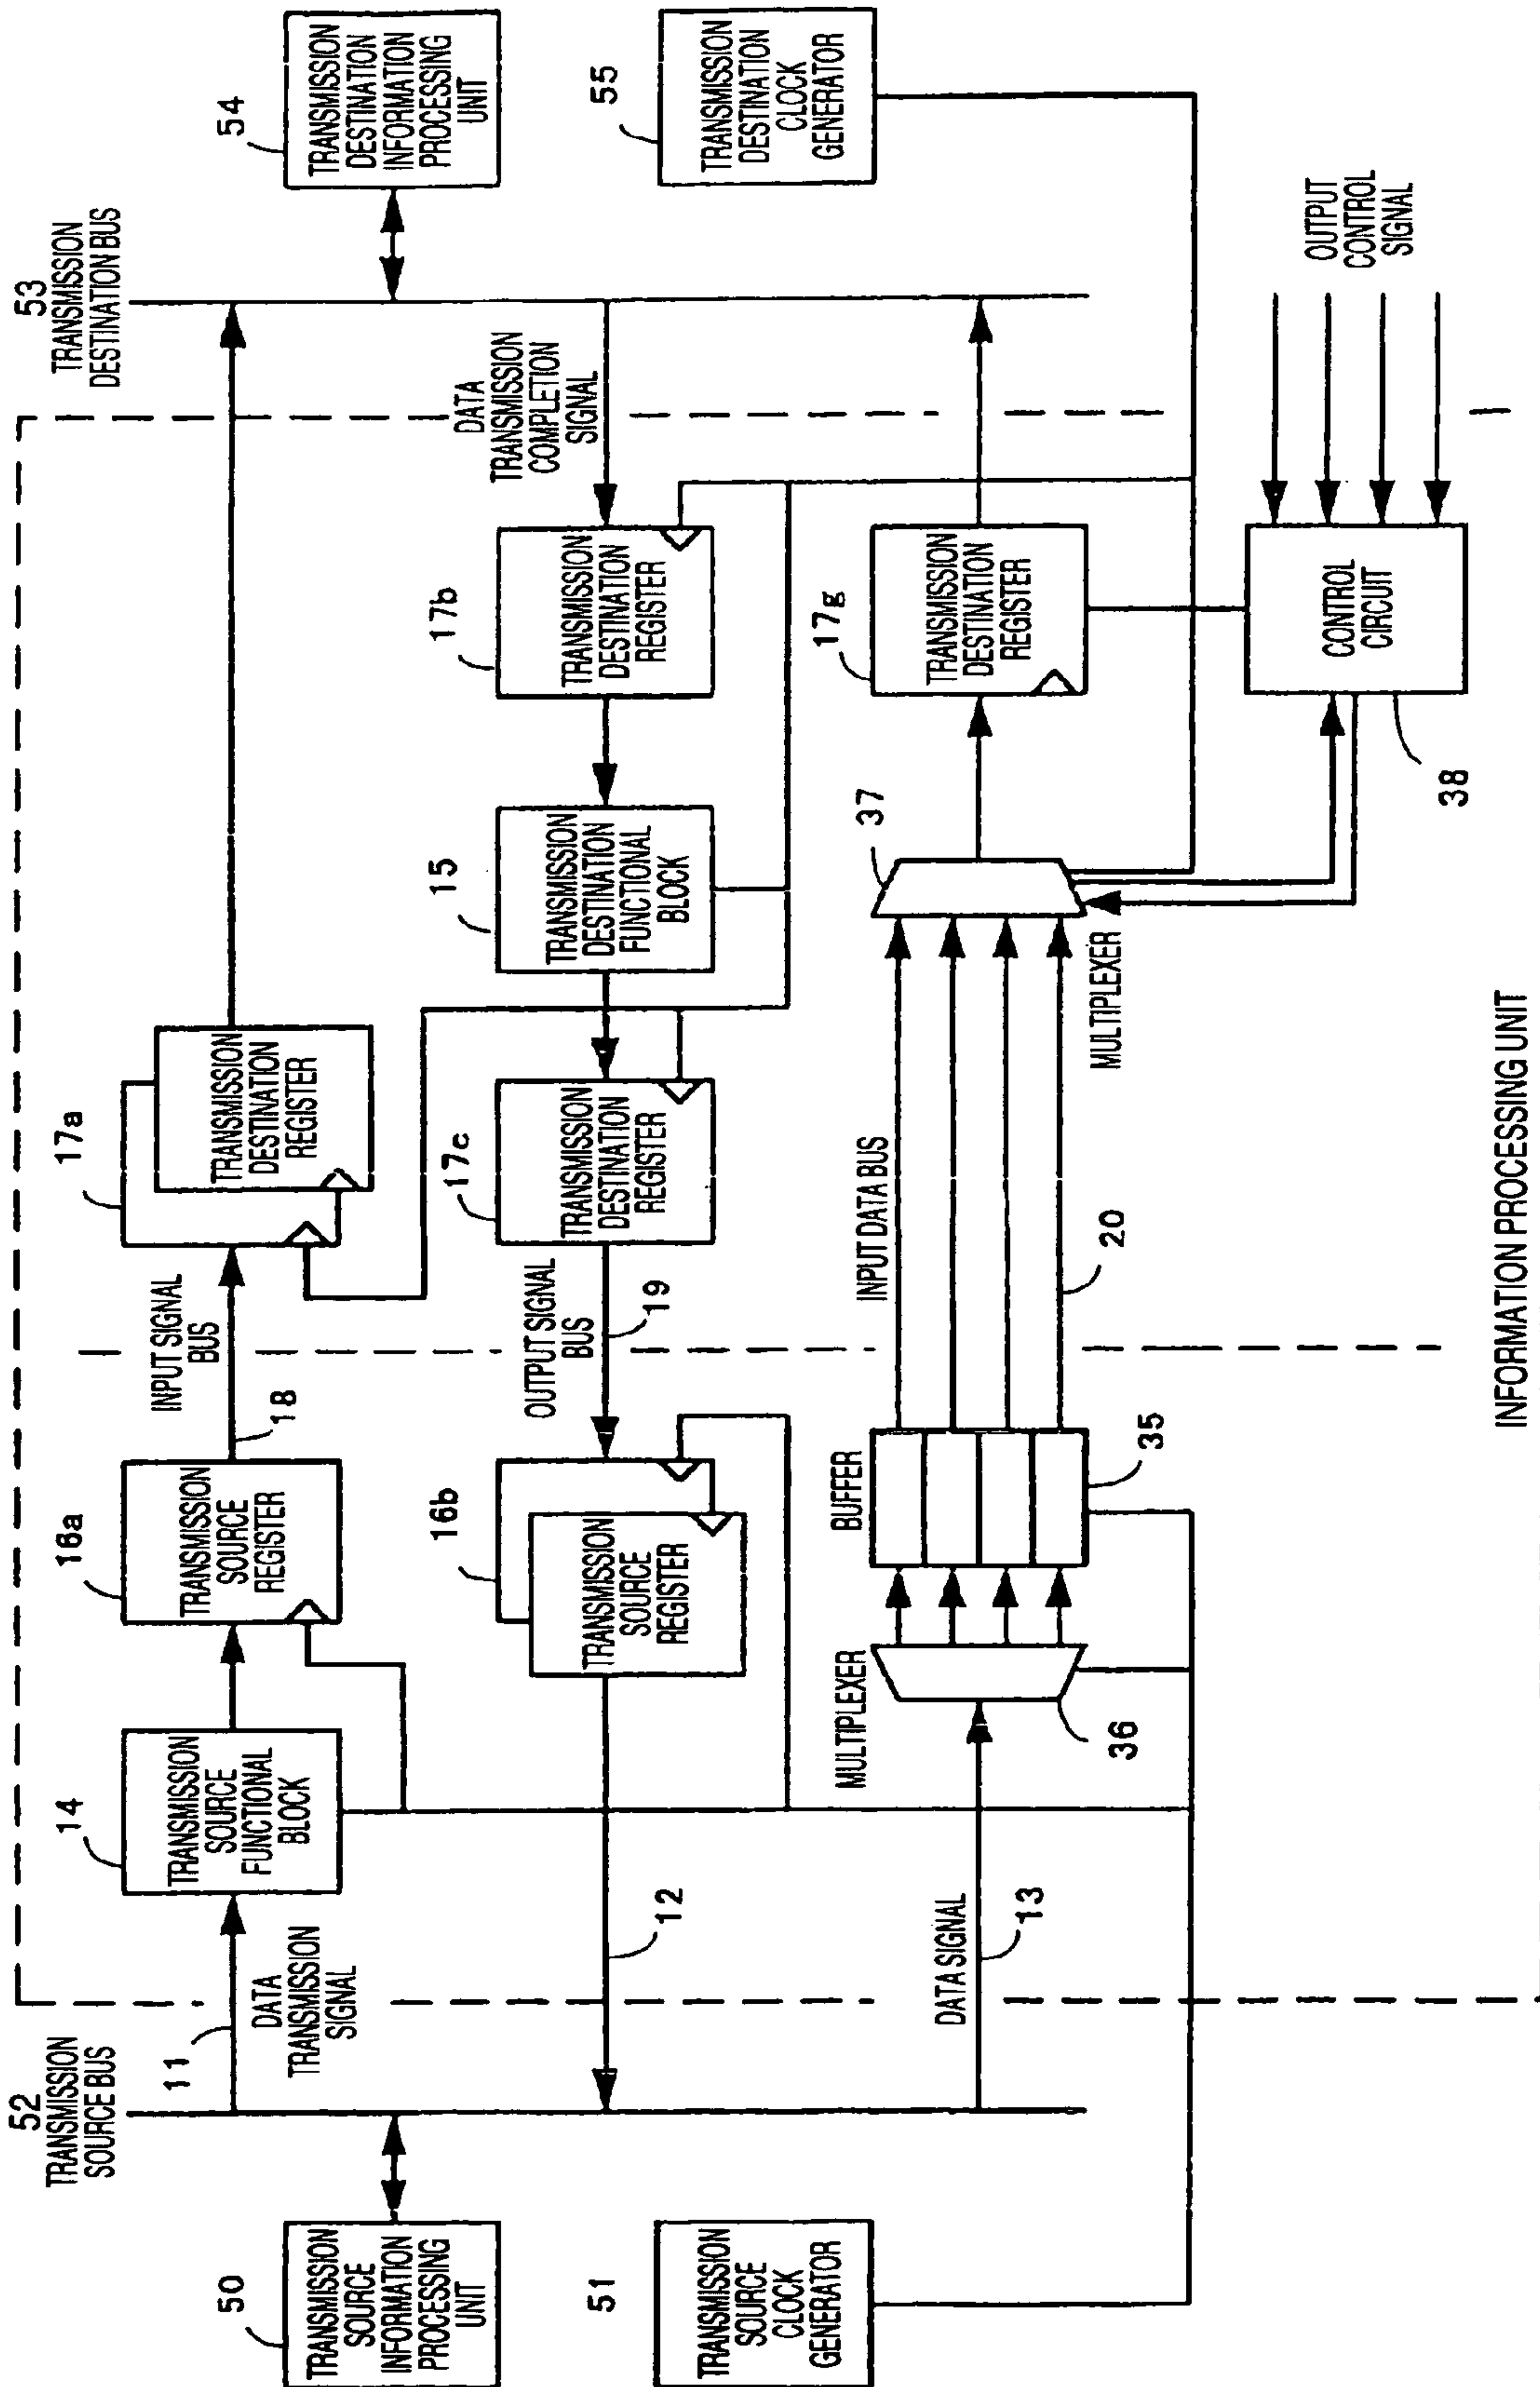 52
TRANSMISSION
SOURCE BUS
53
TRANSMISSION
DESTINATION BUS
11
DATA
TRANSMISSION
SIGNAL
14
TRANSMISSION
SOURCE
FUNCTIONAL
BLOCK
16a
TRANSMISSION
SOURCE
REGISTER
18
INPUT SIGNAL
BUS
17a
TRANSMISSION
DESTINATION
REGISTER
50
TRANSMISSION
SOURCE
INFORMATION
PROCESSING
UNIT
54
TRANSMISSION
DESTINATION
INFORMATION
PROCESSING
UNIT
12
16b
TRANSMISSION
SOURCE
REGISTER
OUTPUT SIGNAL
BUS
19
17c
TRANSMISSION
DESTINATION
REGISTER
15
TRANSMISSION
DESTINATION
FUNCTIONAL
BLOCK
17b
TRANSMISSION
DESTINATION
REGISTER
DATA
TRANSMISSION
COMPLETION
SIGNAL
51
TRANSMISSION
SOURCE
CLOCK
GENERATOR
55
TRANSMISSION
DESTINATION
CLOCK
GENERATOR
DATA SIGNAL
13
MULTIPLEXER
36
BUFFER
35
INPUT DATA BUS
20
37
MULTIPLEXER
17g
TRANSMISSION
DESTINATION
REGISTER
CONTROL
CIRCUIT
38
OUTPUT
CONTROL
SIGNAL
INFORMATION PROCESSING UNIT